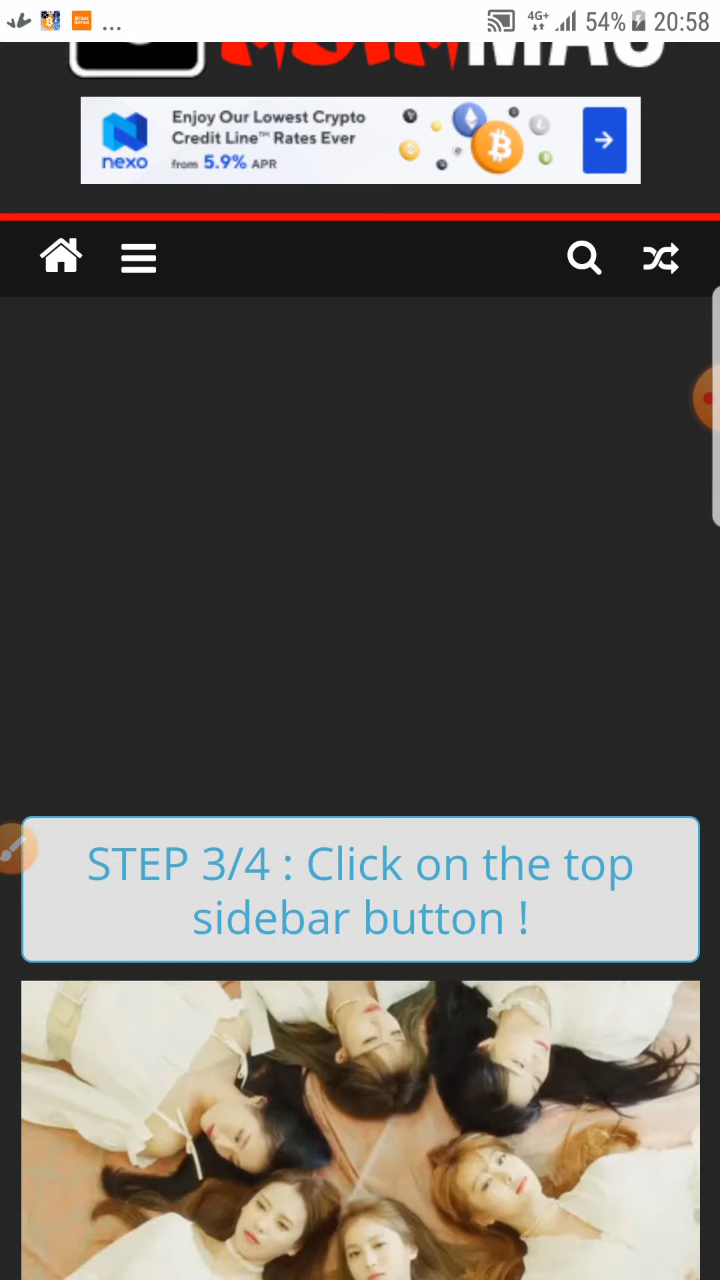 4G+ 54% 20:58
MAG
Enjoy Our Lowest Crypto
Credit Line™ Rates Ever
nexo
from 5.9% APR
STEP 3/4 : Click on the top
sidebar button !